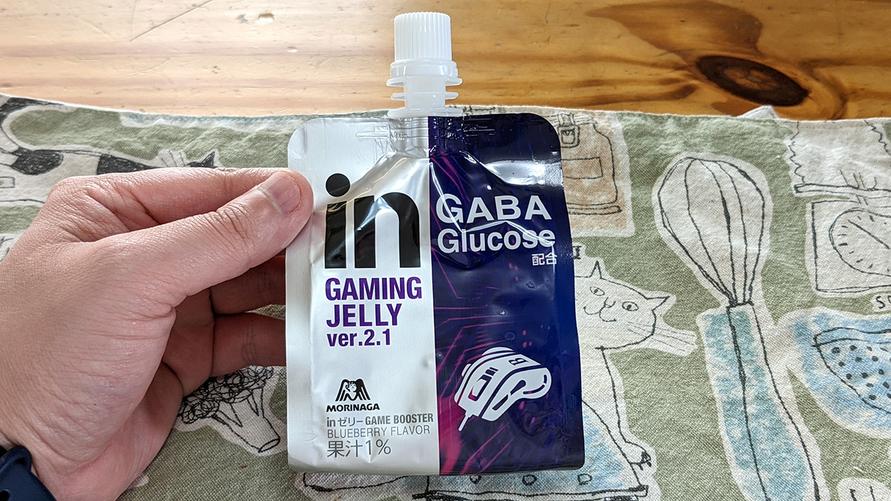 in
GAMING
JELLY
ver.2.1
MORINAGA
inゼリー GAME BOOSTER
BLUEBERRY FLAVOR
果汁1%
GABA
Glucose
配合